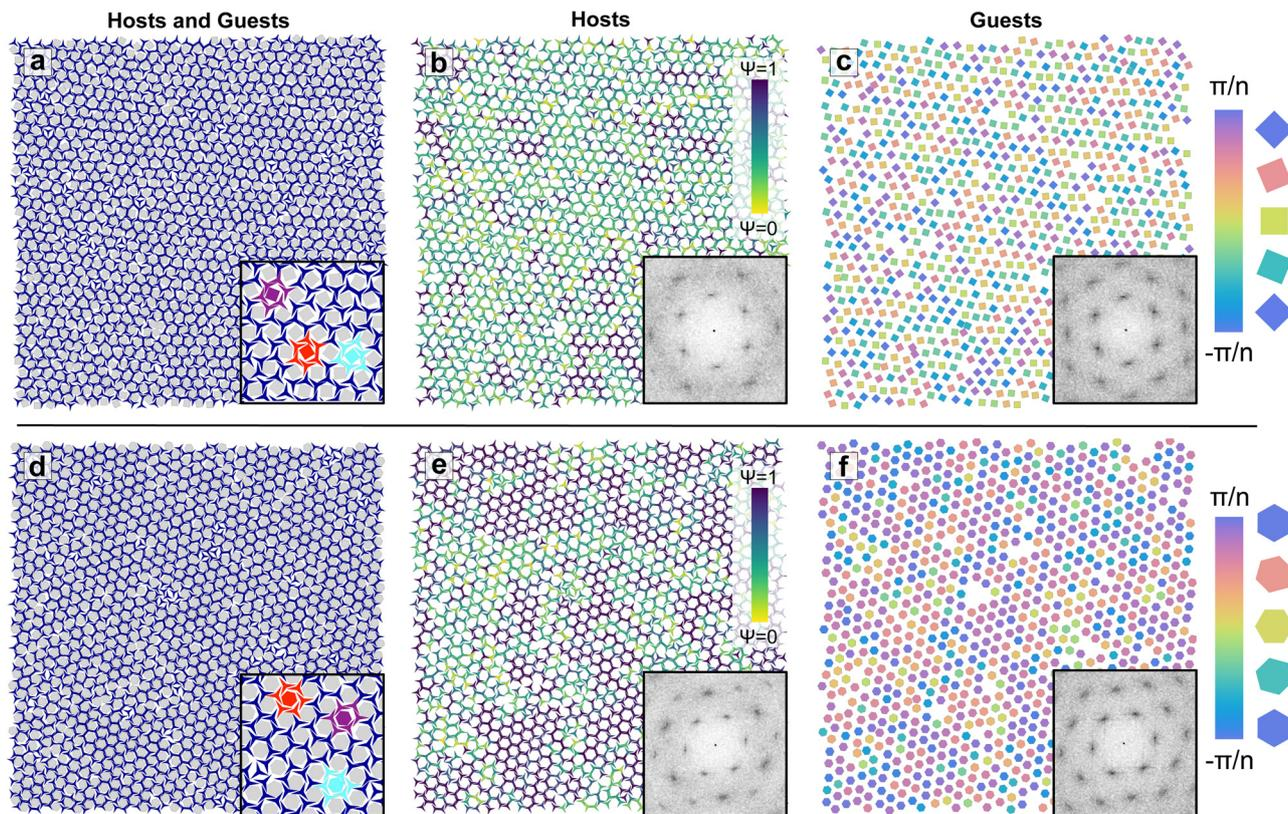 Hosts and Guests
Hosts
Guests
a
b
Ψ=1
Ψ=0
c
π/n
-π/n
d
e
Ψ=1
Ψ=0
f
π/n
-π/n